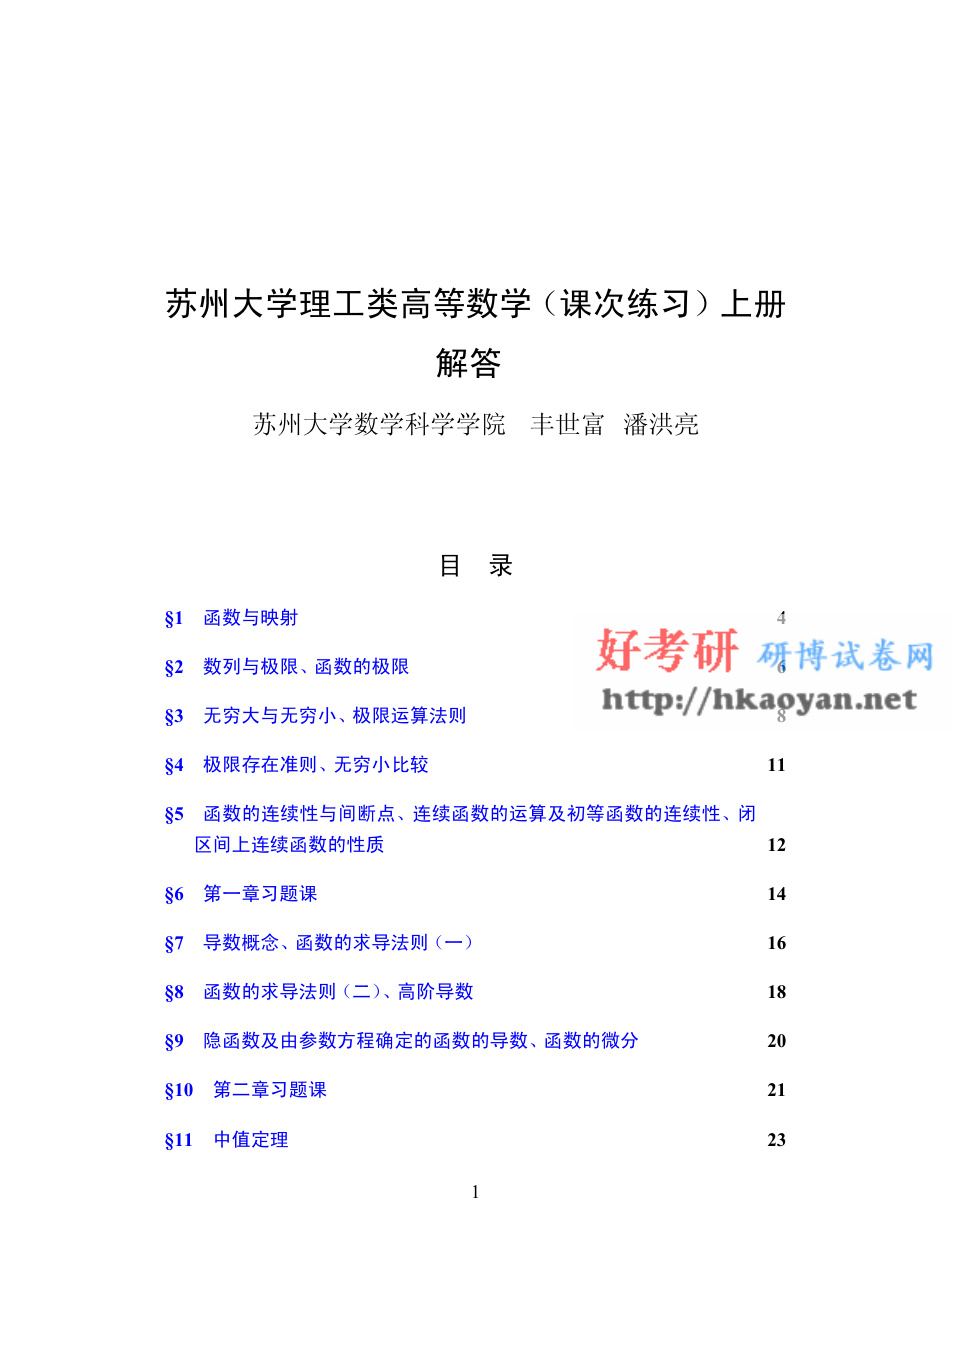 苏州大学理工类高等数学（课次练习）上册
解答
苏州大学数学科学学院 丰世富 潘洪亮
目 录
§1 函数与映射 4
§2 数列与极限、函数的极限 6
好考研 研博试卷网
http://hkaoyan.net
§3 无穷大与无穷小、极限运算法则 8
§4 极限存在准则、无穷小比较 11
§5 函数的连续性与间断点、连续函数的运算及初等函数的连续性、闭
区间上连续函数的性质 12
§6 第一章习题课 14
§7 导数概念、函数的求导法则（一） 16
§8 函数的求导法则（二）、高阶导数 18
§9 隐函数及由参数方程确定的函数的导数、函数的微分 20
§10 第二章习题课 21
§11 中值定理 23
1